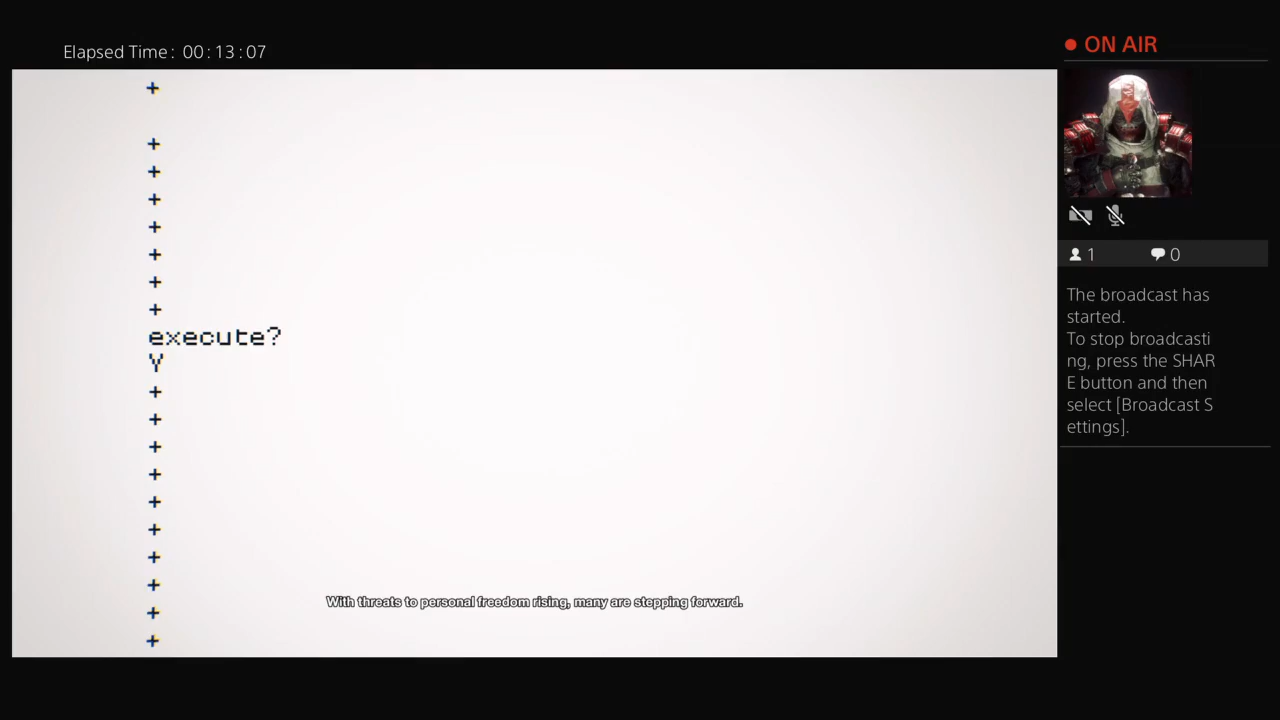 Elapsed Time: 00:13:07
ON AIR
+
+
+
+
+
+
+
+
execute?
Y
+
+
+
+
+
+
+
+
+
+
With threats to personal freedom rising, many are stepping forward.
1
0
The broadcast has
started.
To stop broadcasti
ng, press the SHAR
E button and then
select [Broadcast S
ettings].